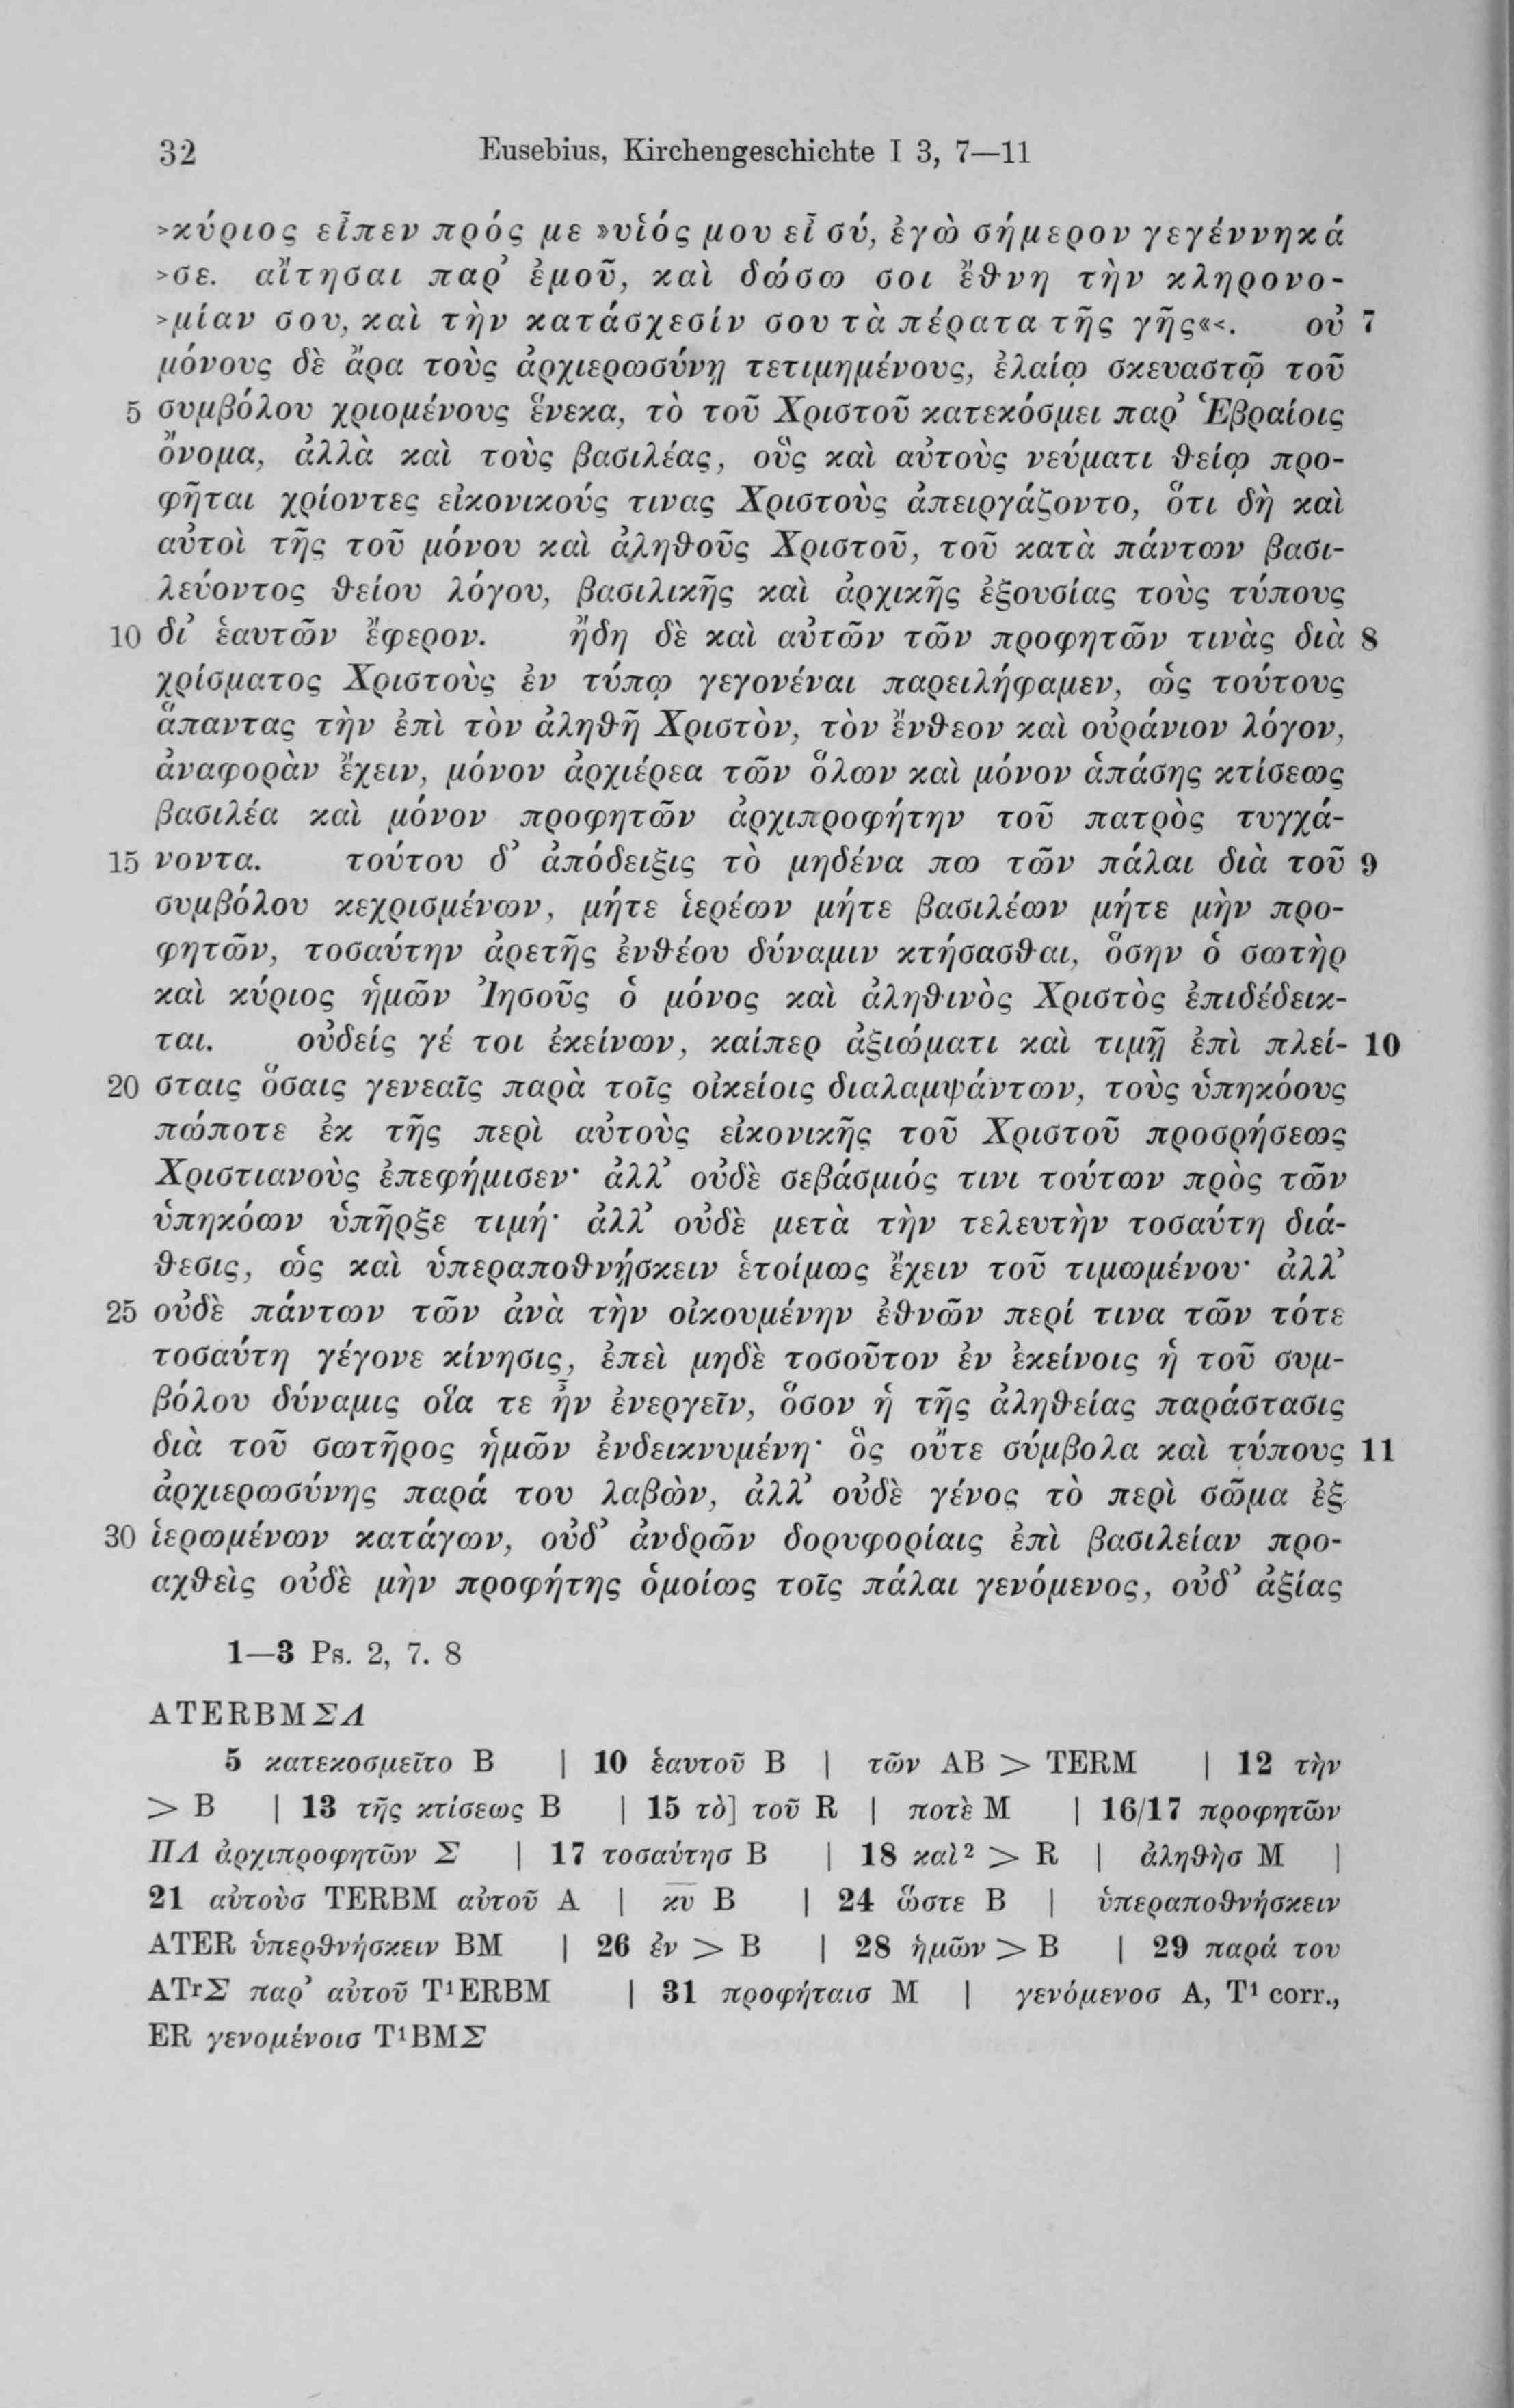 32 Eusebius, Kirchengeschichte I 3, 7—11
>κύριος εἶπεν πρός με »υἱός μου εἶ σύ, ἐγὼ σήμερον γεγέννηκά
>σε. αἴτησαι παρ' ἐμοῦ, καὶ δώσω σοι ἔθνη τὴν κληρονο-
>μίαν σου, καὶ τὴν κατάσχεσίν σου τὰ πέρατα τῆς γῆς«<. οὐ 7
μόνους δὲ ἄρα τοὺς ἀρχιερωσύνῃ τετιμημένους, ἐλαίῳ σκευαστῷ τοῦ
5 συμβόλου χριομένους ἕνεκα, τὸ τοῦ Χριστοῦ κατεκόσμει παρ' Ἑβραίοις
ὄνομα, ἀλλὰ καὶ τοὺς βασιλέας, οὓς καὶ αὐτοὺς νεύματι θείῳ προ-
φῆται χρίοντες εἰκονικούς τινας Χριστοὺς ἀπειργάζοντο, ὅτι δὴ καὶ
αὐτοὶ τῆς τοῦ μόνου καὶ ἀληθοῦς Χριστοῦ, τοῦ κατὰ πάντων βασι-
λεύοντος θείου λόγου, βασιλικῆς καὶ ἀρχικῆς ἐξουσίας τοὺς τύπους
10 δι' ἑαυτῶν ἔφερον. ἤδη δὲ καὶ αὐτῶν τῶν προφητῶν τινὰς διὰ 8
χρίσματος Χριστοὺς ἐν τύπῳ γεγονέναι παρειλήφαμεν, ὡς τούτους
ἅπαντας τὴν ἐπὶ τὸν ἀληθῆ Χριστὸν, τὸν ἔνθεον καὶ οὐράνιον λόγον,
ἀναφορὰν ἔχειν, μόνον ἀρχιέρεα τῶν ὅλων καὶ μόνον ἁπάσης κτίσεως
βασιλέα καὶ μόνον προφητῶν ἀρχιπροφήτην τοῦ πατρὸς τυγχά-
15 νοντα. τούτου δ' ἀπόδειξις τὸ μηδένα πω τῶν πάλαι διὰ τοῦ 9
συμβόλου κεχρισμένων, μήτε ἱερέων μήτε βασιλέων μήτε μὴν προ-
φητῶν, τοσαύτην ἀρετῆς ἐνθέου δύναμιν κτήσασθαι, ὅσην ὁ σωτὴρ
καὶ κύριος ἡμῶν Ἰησοῦς ὁ μόνος καὶ ἀληθινὸς Χριστὸς ἐπιδέδεικ-
ται. οὐδείς γέ τοι ἐκείνων, καίπερ ἀξιώματι καὶ τιμῇ ἐπὶ πλεί- 10
20 σταις ὅσαις γενεαῖς παρὰ τοῖς οἰκείοις διαλαμψάντων, τοὺς ὑπηκόους
πώποτε ἐκ τῆς περὶ αὐτοὺς εἰκονικῆς τοῦ Χριστοῦ προσρήσεως
Χριστιανοὺς ἐπεφήμισεν· ἀλλ' οὐδὲ σεβάσμιός τινι τούτων πρὸς τῶν
ὑπηκόων ὑπῆρξε τιμή· ἀλλ' οὐδὲ μετὰ τὴν τελευτὴν τοσαύτη διά-
θεσις, ὡς καὶ ὑπεραποθνῄσκειν ἑτοίμως ἔχειν τοῦ τιμωμένου· ἀλλ'
25 οὐδὲ πάντων τῶν ἀνὰ τὴν οἰκουμένην ἐθνῶν περί τινα τῶν τότε
τοσαύτη γέγονε κίνησις, ἐπεὶ μηδὲ τοσοῦτον ἐν ἐκείνοις ἡ τοῦ συμ-
βόλου δύναμις οἵα τε ἦν ἐνεργεῖν, ὅσον ἡ τῆς ἀληθείας παράστασις
διὰ τοῦ σωτῆρος ἡμῶν ἐνδεικνυμένη· ὃς οὔτε σύμβολα καὶ τύπους 11
ἀρχιερωσύνης παρά του λαβὼν, ἀλλ' οὐδὲ γένος τὸ περὶ σῶμα ἐξ
30 ἱερωμένων κατάγων, οὐδ' ἀνδρῶν δορυφορίαις ἐπὶ βασιλείαν προ-
αχθεὶς οὐδὲ μὴν προφήτης ὁμοίως τοῖς πάλαι γενόμενος, οὐδ' ἀξίας
1—3 Ps. 2, 7. 8
ATERBMΣΛ
5 κατεκοσμεῖτο B | 10 ἑαυτοῦ B | τῶν AB > TERM | 12 τὴν
> B | 13 τῆς κτίσεως B | 15 τὸ] τοῦ R | ποτὲ M | 16/17 προφητῶν
ΠΛ ἀρχιπροφητῶν Σ | 17 τοσαύτησ B | 18 καὶ² > R | ἀληθὴσ M |
21 αὐτοὺσ TERBM αὐτοῦ A | κυ B | 24 ὥστε B | ὑπεραποθνήσκειν
ATER ὑπερθνήσκειν BM | 26 ἐν > B | 28 ἡμῶν > B | 29 παρά του
ATrΣ παρ' αὐτοῦ T¹ERBM | 31 προφήταισ M | γενόμενοσ A, T¹ corr.,
ER γενομένοισ T¹BMΣ